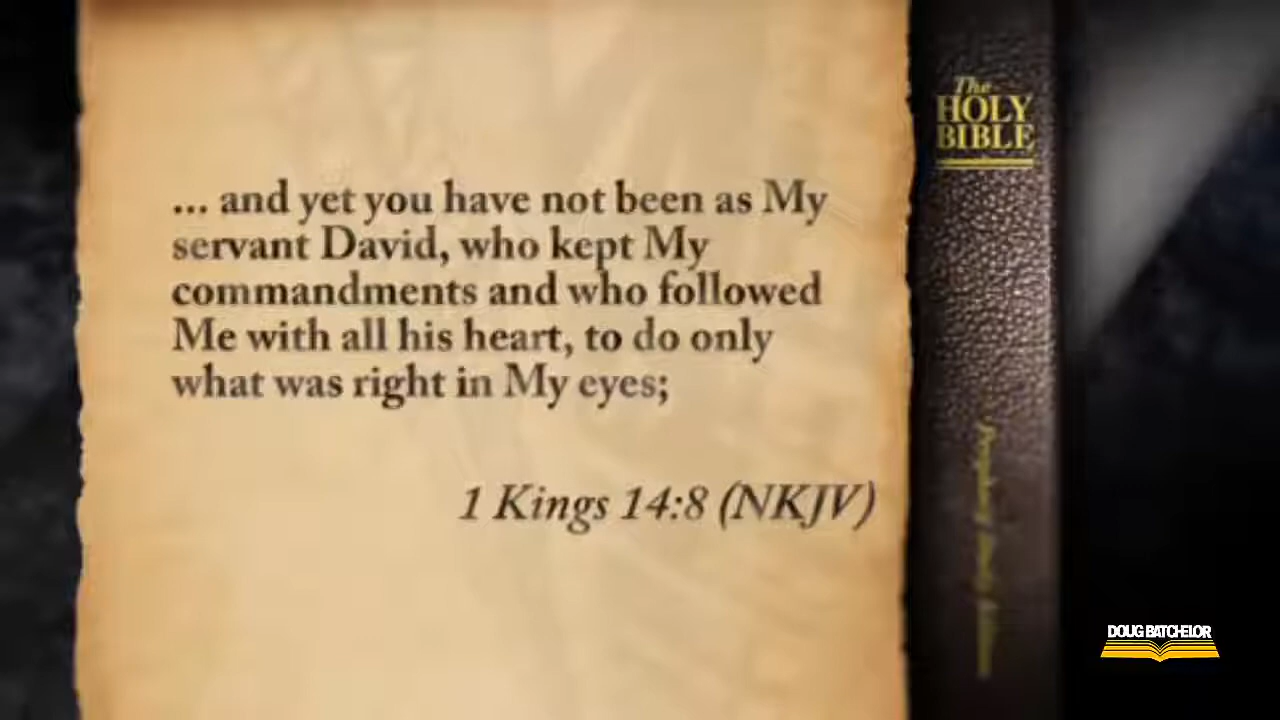 ... and yet you have not been as My
servant David, who kept My
commandments and who followed
Me with all his heart, to do only
what was right in My eyes;
1 Kings 14:8 (NKJV)
The
HOLY
BIBLE
DOUG BATCHELOR